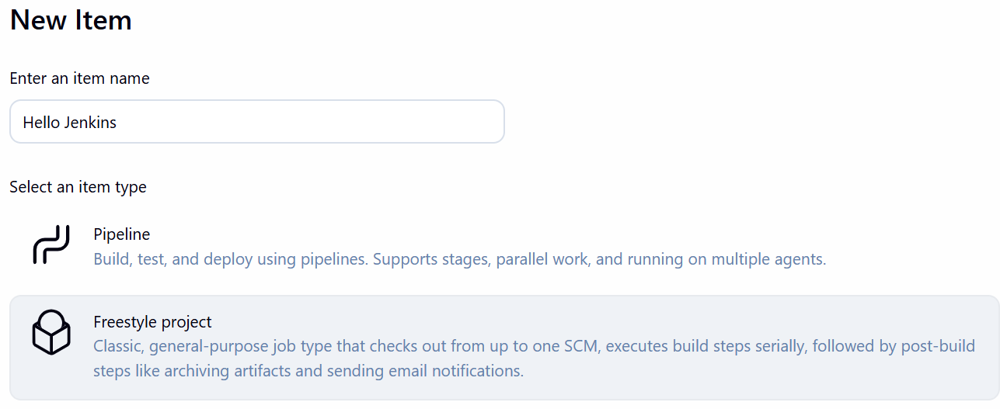 New Item
Enter an item name
Hello Jenkins
Select an item type
Pipeline
Build, test, and deploy using pipelines. Supports stages, parallel work, and running on multiple agents.
Freestyle project
Classic, general-purpose job type that checks out from up to one SCM, executes build steps serially, followed by post-build
steps like archiving artifacts and sending email notifications.